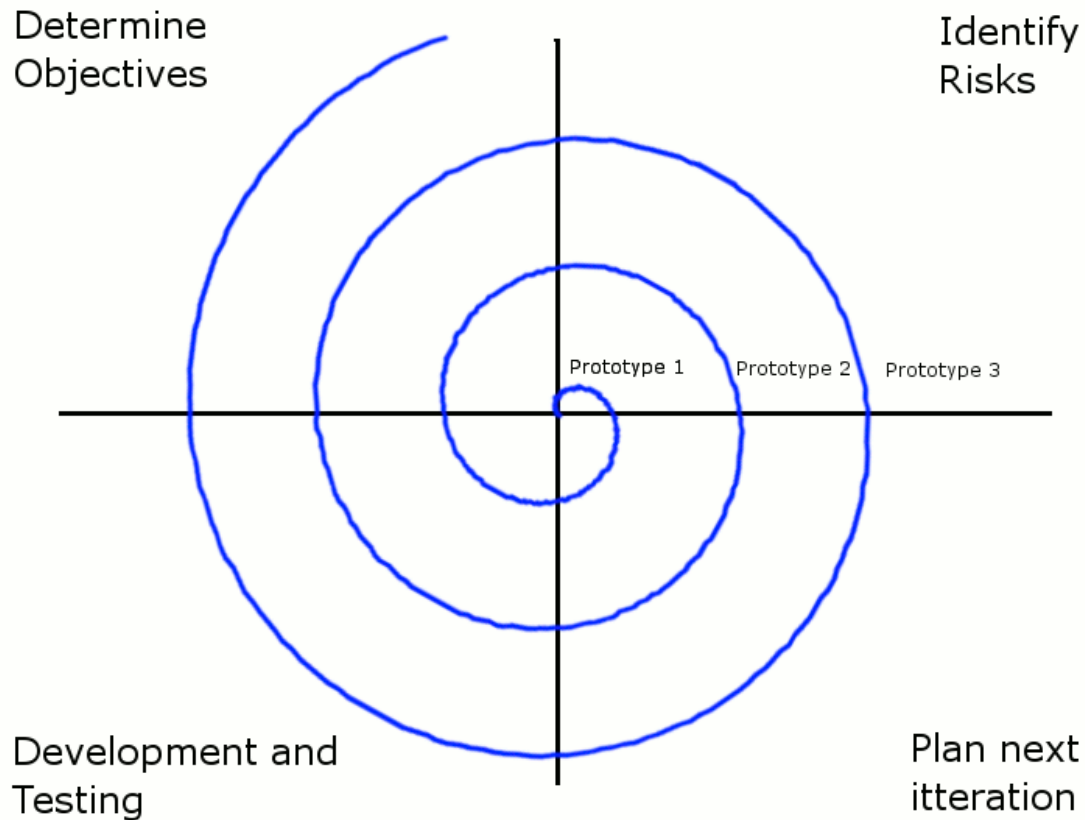 Determine
Objectives
Identify
Risks
Prototype 1
Prototype 2
Prototype 3
Development and
Testing
Plan next
itteration